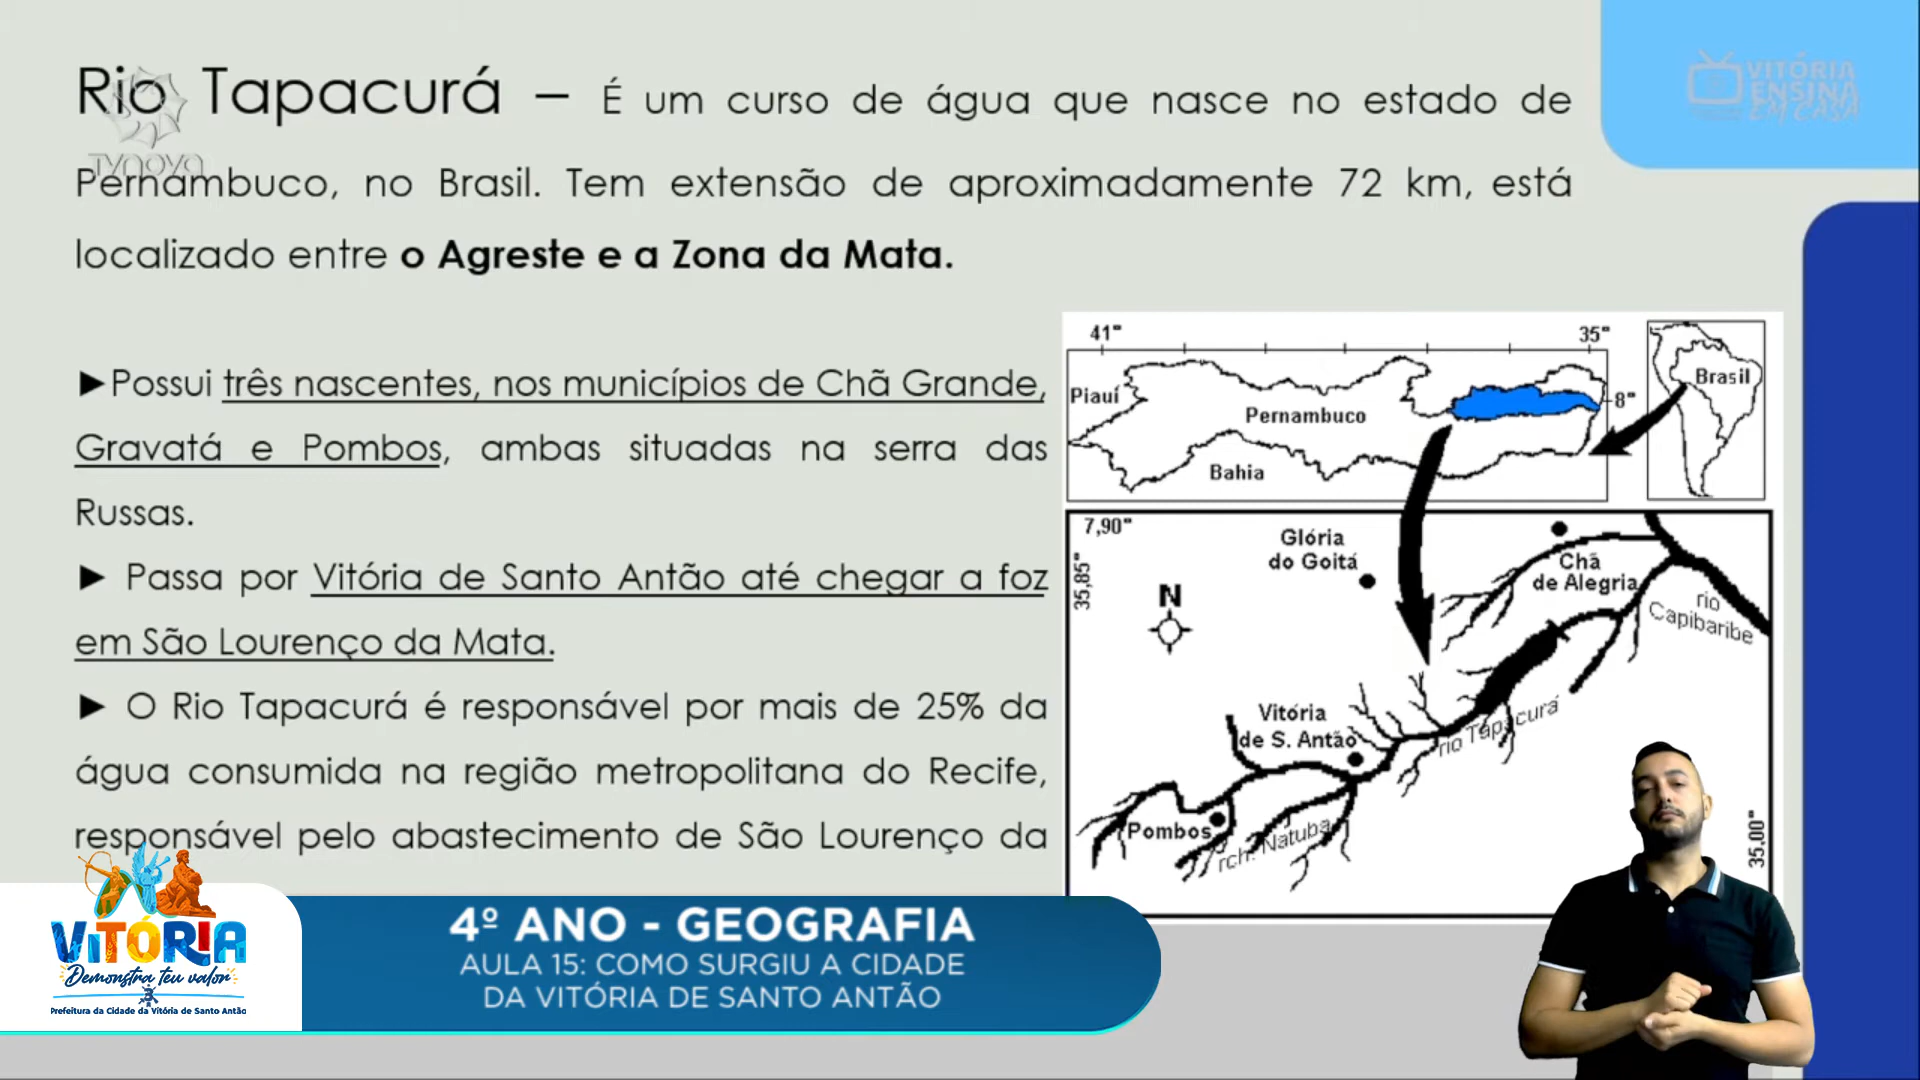 Rio Tapacurá – É um curso de água que nasce no estado de
Pernambuco, no Brasil. Tem extensão de aproximadamente 72 km, está
localizado entre o Agreste e a Zona da Mata.
►Possui três nascentes, nos municípios de Chã Grande,
Gravatá e Pombos, ambas situadas na serra das
Russas.
► Passa por Vitória de Santo Antão até chegar a foz
em São Lourenço da Mata.
► O Rio Tapacurá é responsável por mais de 25% da
água consumida na região metropolitana do Recife,
responsável pelo abastecimento de São Lourenço da
TVnova
VITÓRIA
ENSINA
EM CASA
41"
35"
Piauí
Pernambuco
Bahia
8"
Brasil
7,90"
35,85"
Glória
do Goitá
N
Chã
de Alegria
rio
Capibaribe
Vitória
de S. Antão
rio Tapacurá
Pombos
rch. Natuba
35,00"
VITÓRIA
Demonstra teu valor
Prefeitura da Cidade da Vitória de Santo Antão
4º ANO - GEOGRAFIA
AULA 15: COMO SURGIU A CIDADE
DA VITÓRIA DE SANTO ANTÃO